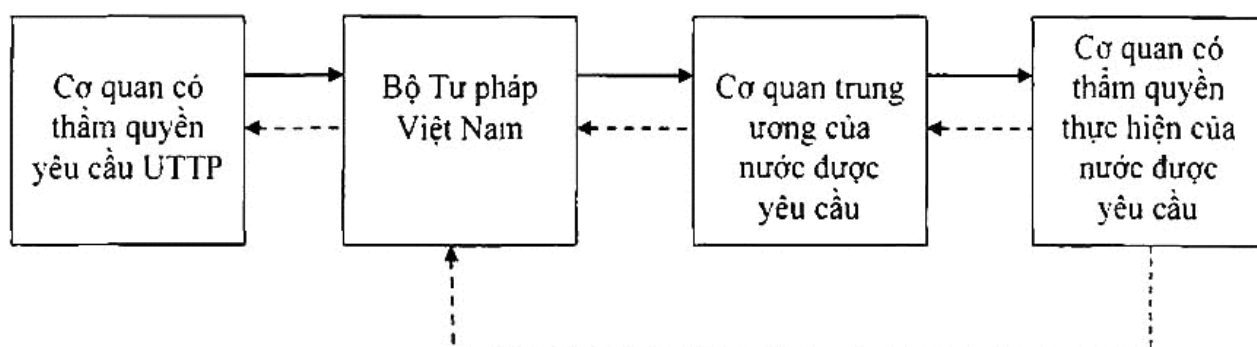 Cơ quan có
thẩm quyền
yêu cầu UTTP
Bộ Tư pháp
Việt Nam
Cơ quan trung
ương của
nước được
yêu cầu
Cơ quan có
thẩm quyền
thực hiện của
nước được
yêu cầu